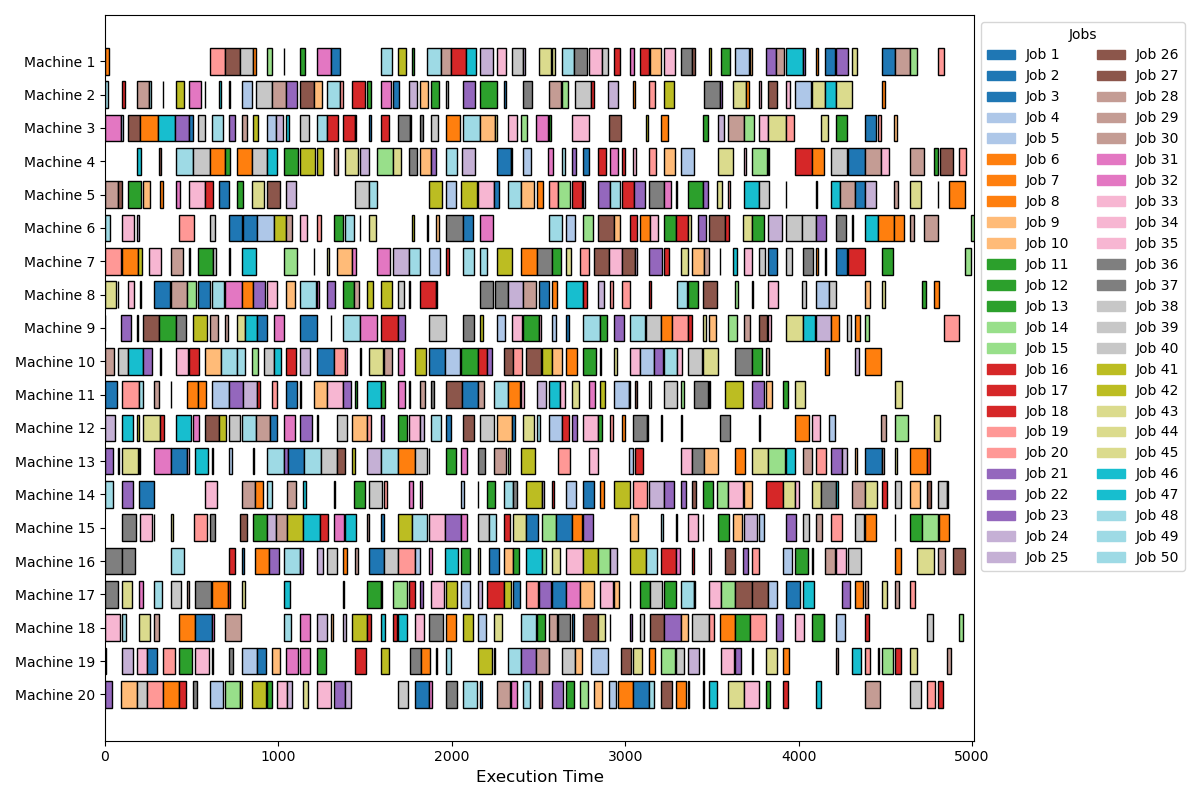 Jobs
Machine 1
Machine 2
Machine 3
Machine 4
Machine 5
Machine 6
Machine 7
Machine 8
Machine 9
Machine 10
Machine 11
Machine 12
Machine 13
Machine 14
Machine 15
Machine 16
Machine 17
Machine 18
Machine 19
Machine 20
0 1000 2000 3000 4000 5000
Execution Time
Job 1
Job 2
Job 3
Job 4
Job 5
Job 6
Job 7
Job 8
Job 9
Job 10
Job 11
Job 12
Job 13
Job 14
Job 15
Job 16
Job 17
Job 18
Job 19
Job 20
Job 21
Job 22
Job 23
Job 24
Job 25
Job 26
Job 27
Job 28
Job 29
Job 30
Job 31
Job 32
Job 33
Job 34
Job 35
Job 36
Job 37
Job 38
Job 39
Job 40
Job 41
Job 42
Job 43
Job 44
Job 45
Job 46
Job 47
Job 48
Job 49
Job 50